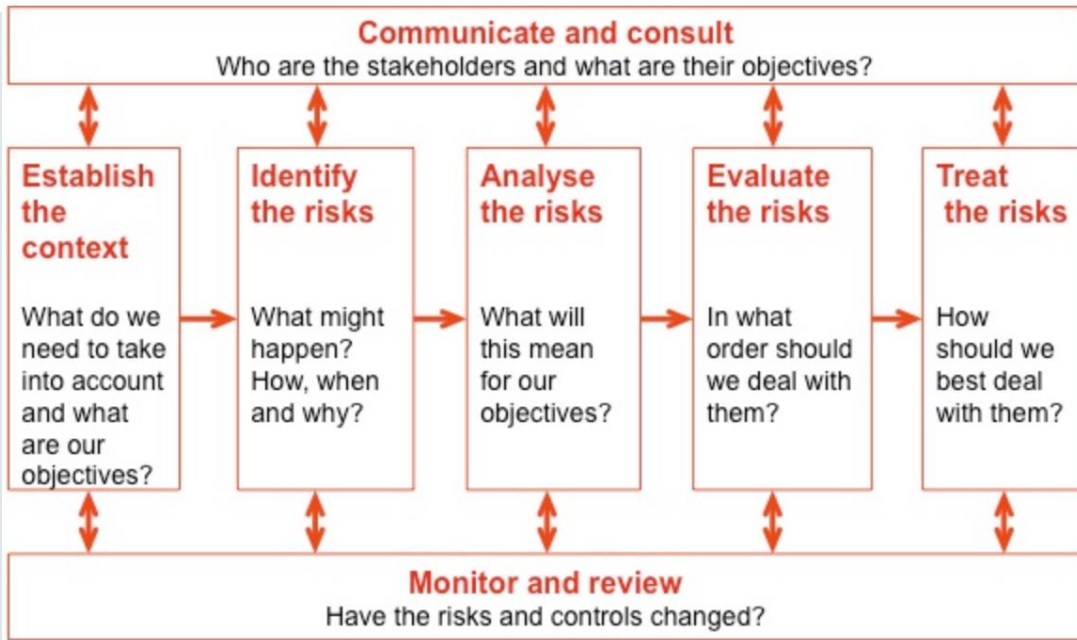 Communicate and consult
Who are the stakeholders and what are their objectives?
Establish
the
context
What do we
need to take
into account
and what
are our
objectives?
Identify
the risks
What might
happen?
How, when
and why?
Analyse
the risks
What will
this mean
for our
objectives?
Evaluate
the risks
In what
order should
we deal with
them?
Treat
the risks
How
should we
best deal
with them?
Monitor and review
Have the risks and controls changed?